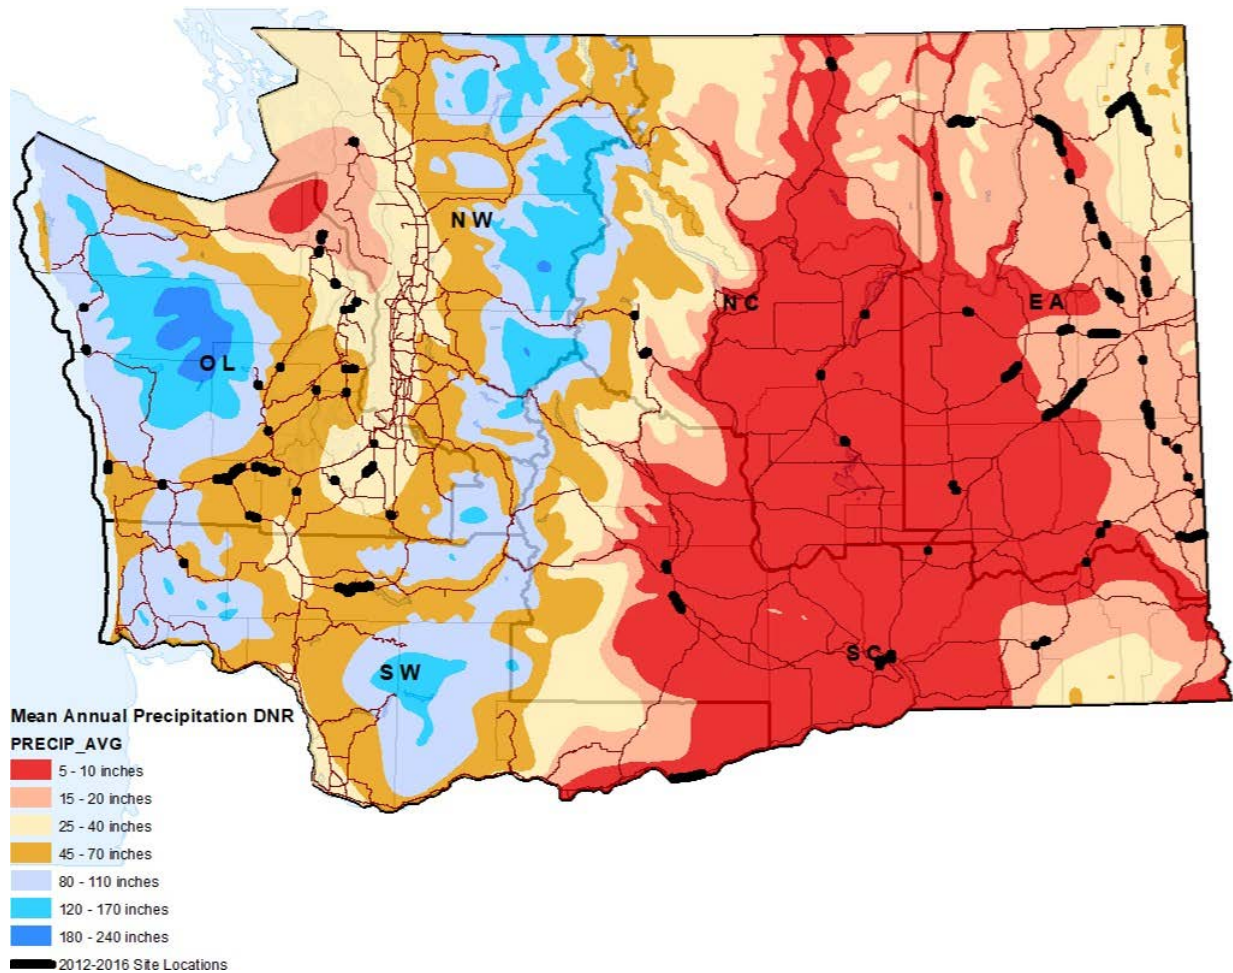 NW
NC
EA
OL
SC
SW
Mean Annual Precipitation DNR
PRECIP_AVG
5 - 10 inches
15 - 20 inches
25 - 40 inches
45 - 70 inches
80 - 110 inches
120 - 170 inches
180 - 240 inches
2012-2016 Site Locations